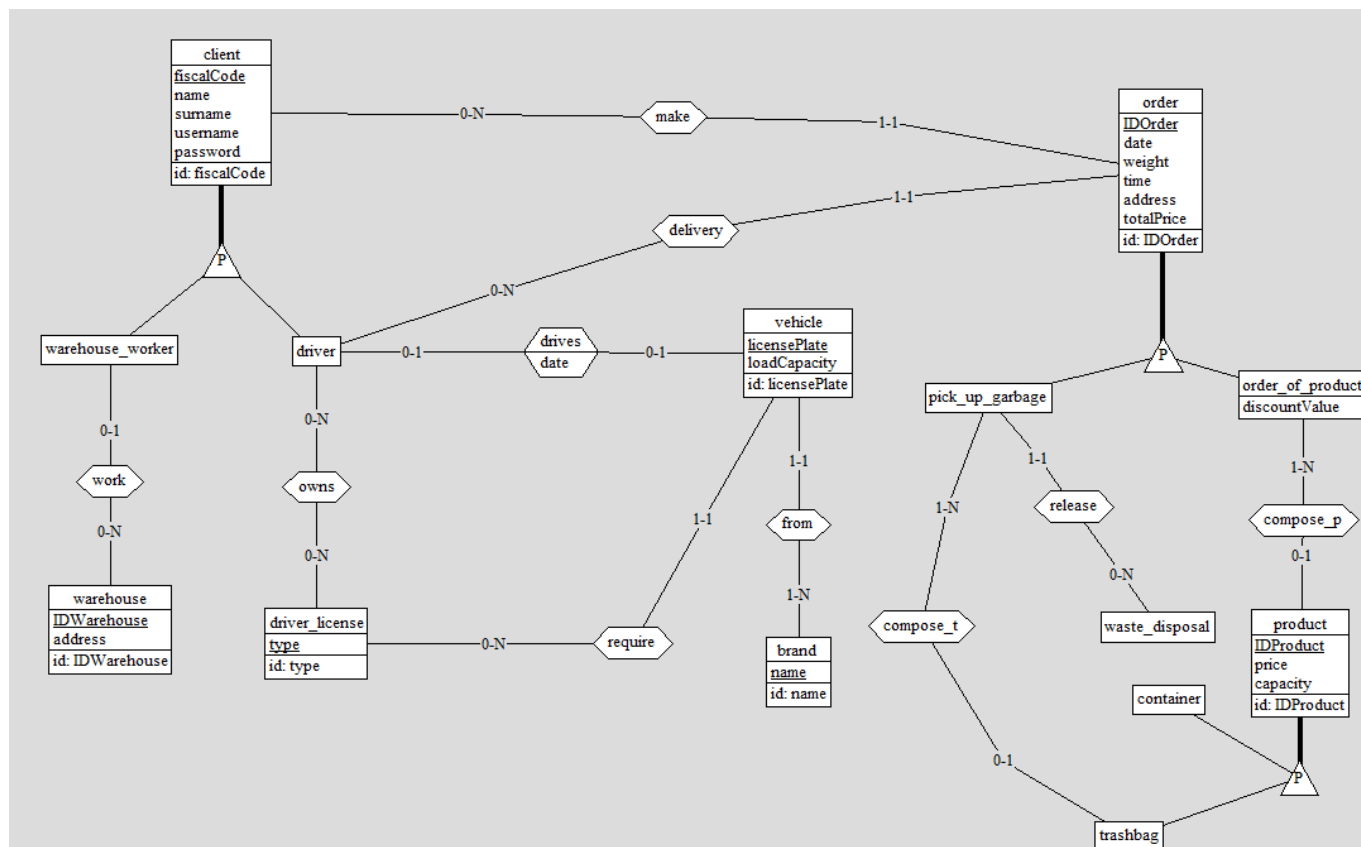 client
fiscalCode
name
surname
username
password
id: fiscalCode
0-N
make
1-1
order
IDOrder
date
weight
time
address
totalPrice
id: IDOrder
1-1
delivery
0-N
P
warehouse_worker
driver
0-1
drives
date
0-1
vehicle
licensePlate
loadCapacity
id: licensePlate
P
pick_up_garbage
order_of_product
discountValue
0-1
work
0-N
0-N
owns
0-N
1-1
1-1
from
1-N
1-N
1-1
release
0-N
1-N
compose_p
0-1
warehouse
IDWarehouse
address
id: IDWarehouse
driver_license
type
id: type
0-N
require
brand
name
id: name
compose_t
waste_disposal
product
IDProduct
price
capacity
id: IDProduct
container
0-1
P
trashbag